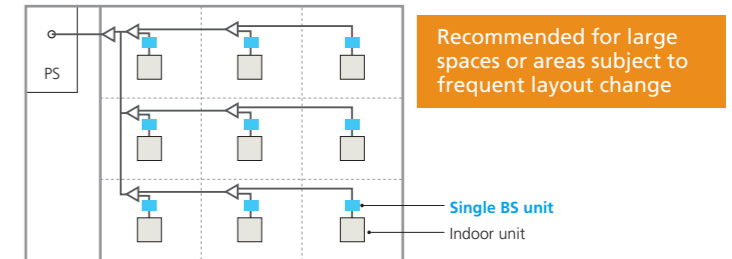 PS
Recommended for large
spaces or areas subject to
frequent layout change
Single BS unit
Indoor unit